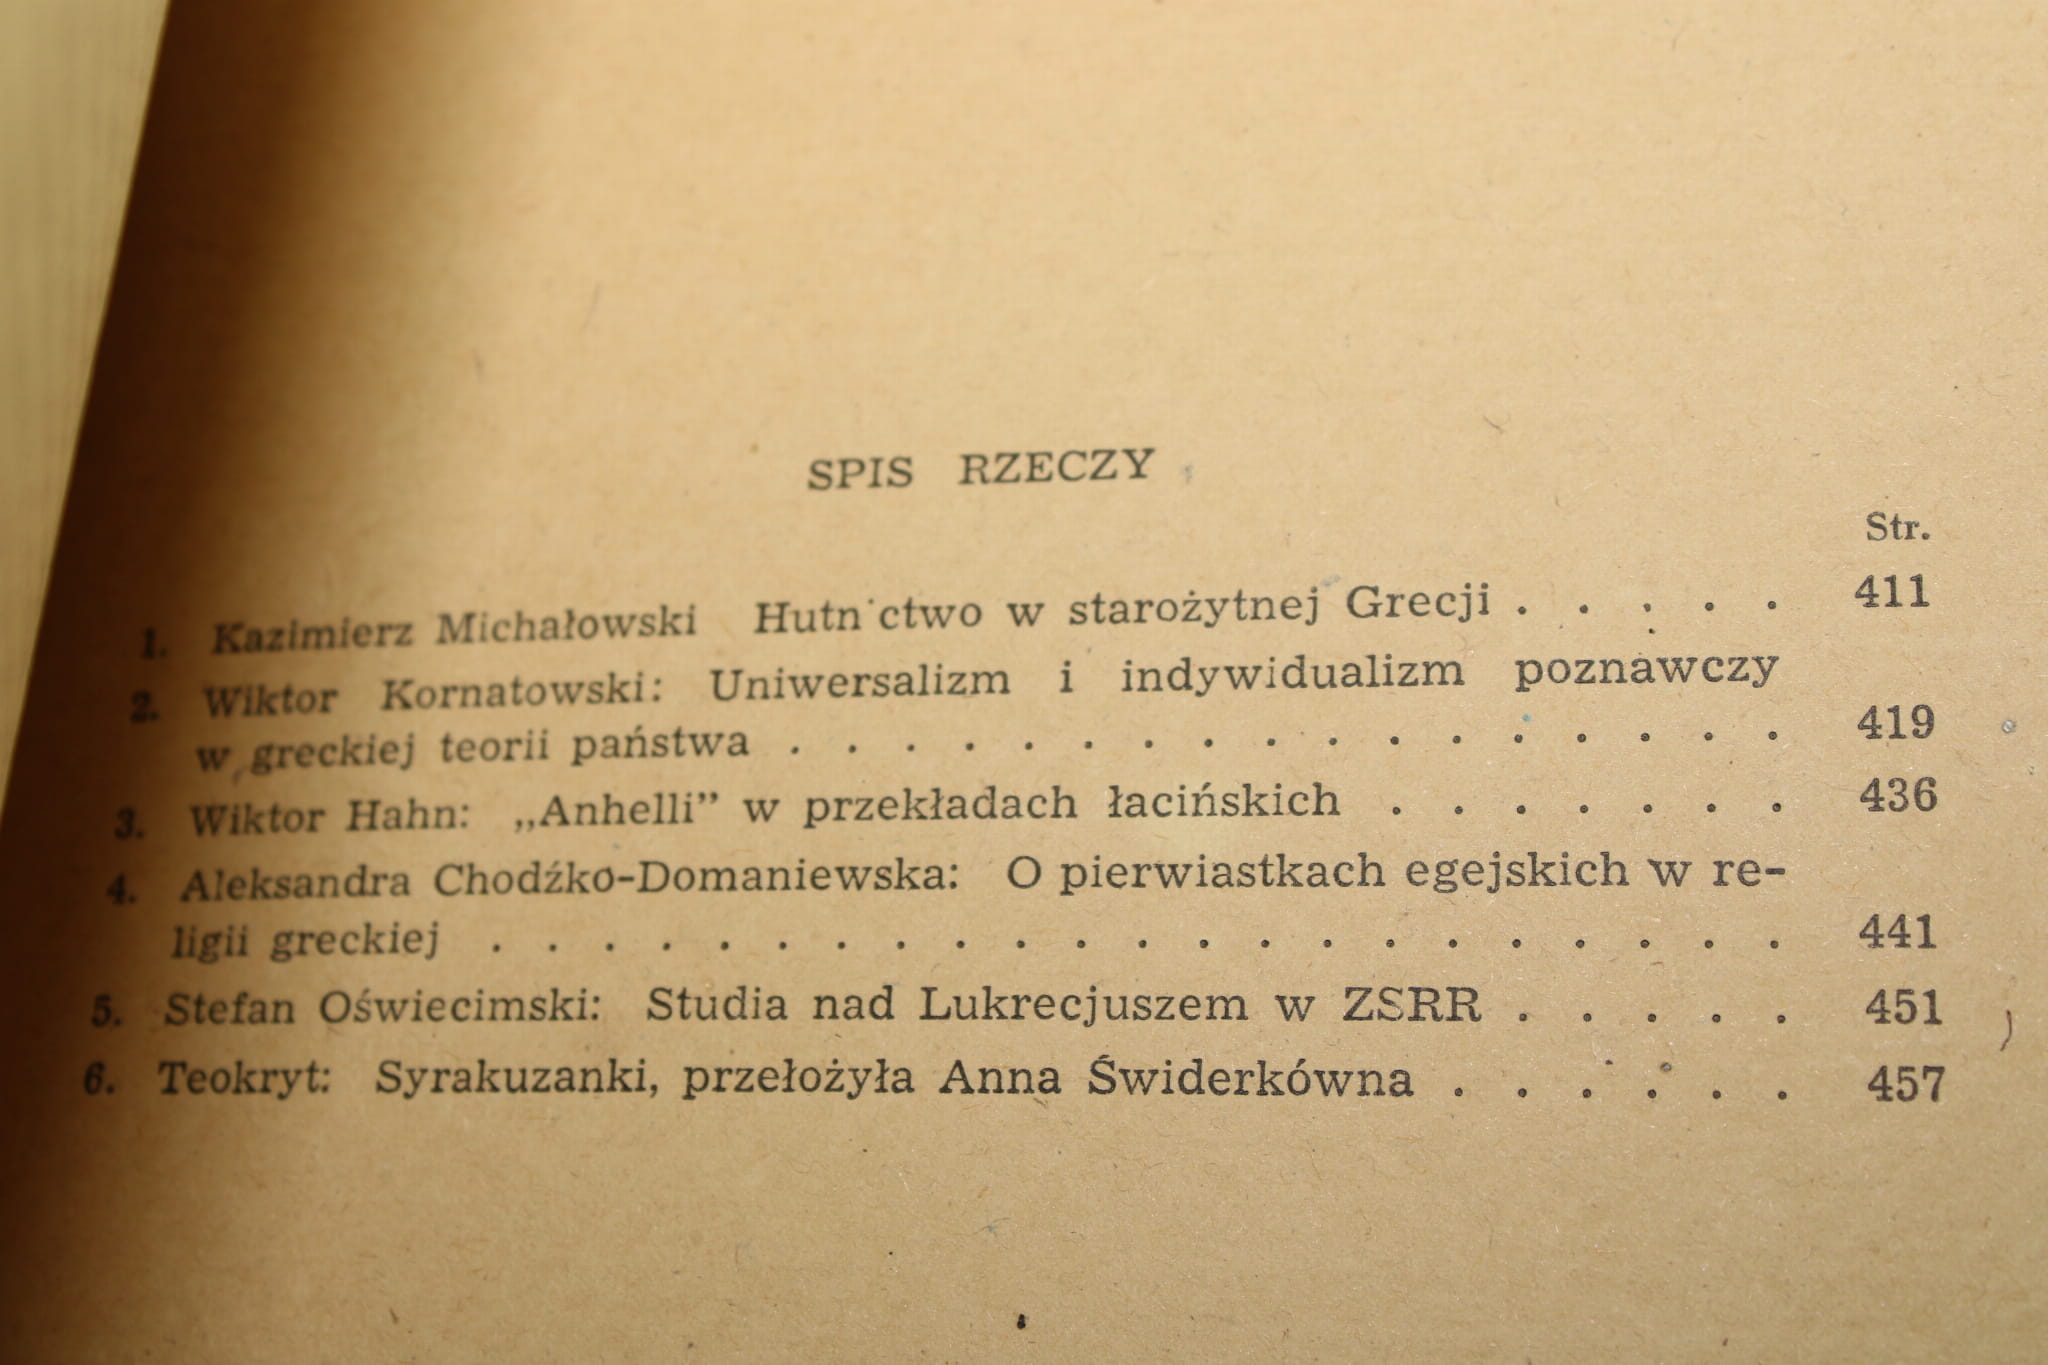 SPIS RZECZY
Str.
1. Kazimierz Michałowski Hutn ctwo w starożytnej Grecji . . . . . 411
2. Wiktor Kornatowski: Uniwersalizm i indywidualizm poznawczy
w greckiej teorii państwa . . . . . . . . . . . . . . . . . 419
3. Wiktor Hahn: „Anhelli” w przekładach łacińskich . . . . . . . 436
4. Aleksandra Chodźko-Domaniewska: O pierwiastkach egejskich w re-
ligii greckiej . . . . . . . . . . . . . . . . . . . . . . 441
5. Stefan Oświecimski: Studia nad Lukrecjuszem w ZSRR . . . . . 451
6. Teokryt: Syrakuzanki, przełożyła Anna Świderkówna . . . . . . 457